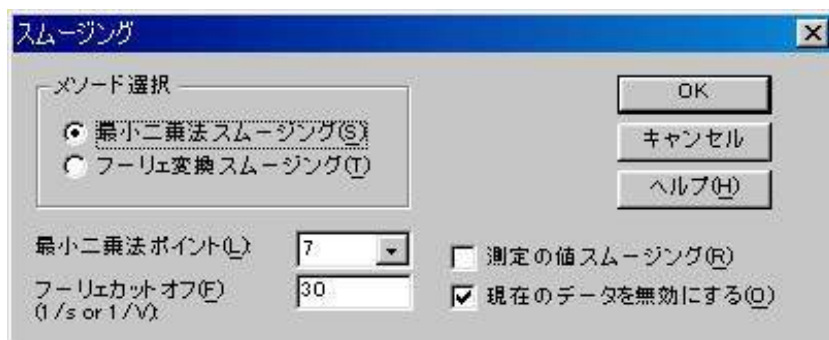 スムージング
メソード選択
最小二乗法スムージング(S)
フーリェ変換スムージング(T)
OK
キャンセル
ヘルプ(H)
最小二乗法ポイント(L):
7
フーリェカットオフ(F)
(1/s or 1/V):
30
測定の値スムージング(R)
現在のデータを無効にする(O)